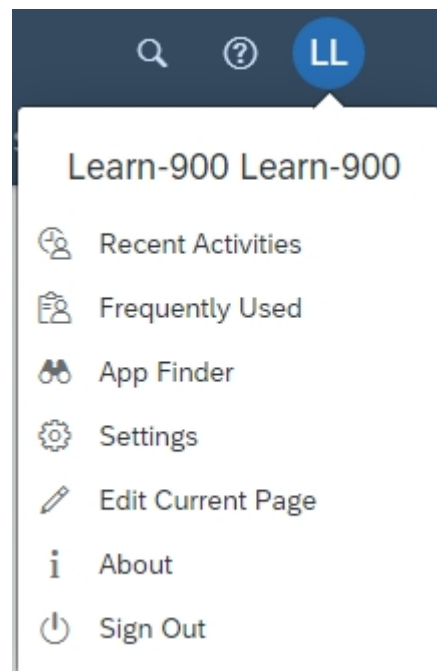 LL
Learn-900 Learn-900
Recent Activities
Frequently Used
App Finder
Settings
Edit Current Page
About
Sign Out